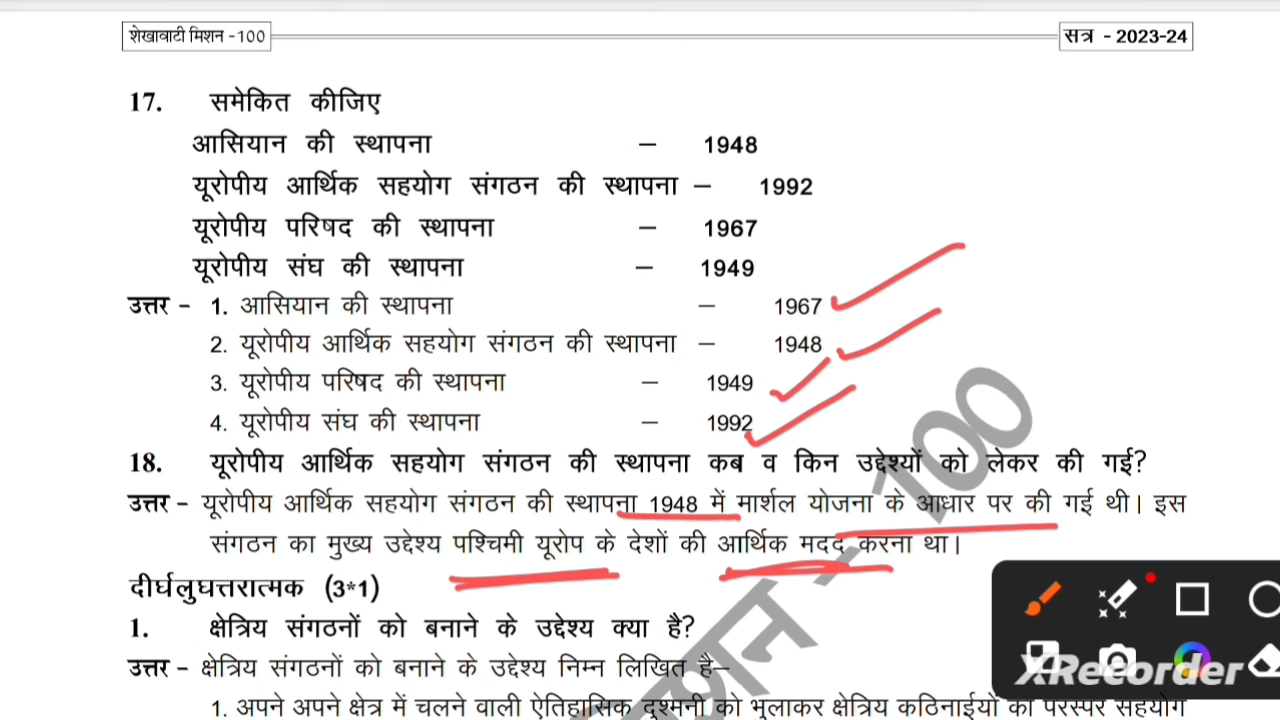 शेखावाटी मिशन -100
सत्र - 2023-24
17. समेकित कीजिए
आसियान की स्थापना – 1948
यूरोपीय आर्थिक सहयोग संगठन की स्थापना – 1992
यूरोपीय परिषद की स्थापना – 1967
यूरोपीय संघ की स्थापना – 1949
उत्तर – 1. आसियान की स्थापना – 1967
2. यूरोपीय आर्थिक सहयोग संगठन की स्थापना – 1948
3. यूरोपीय परिषद की स्थापना – 1949
4. यूरोपीय संघ की स्थापना – 1992
18. यूरोपीय आर्थिक सहयोग संगठन की स्थापना कब व किन उद्देश्यों को लेकर की गई?
उत्तर – यूरोपीय आर्थिक सहयोग संगठन की स्थापना 1948 में मार्शल योजना के आधार पर की गई थी। इस
संगठन का मुख्य उद्देश्य पश्चिमी यूरोप के देशों की आर्थिक मदद करना था।
दीर्घलुघत्तरात्मक (3*1)
1. क्षेत्रिय संगठनों को बनाने के उद्देश्य क्या है?
उत्तर – क्षेत्रिय संगठनों को बनाने के उद्देश्य निम्न लिखित है–
1. अपने अपने क्षेत्र में चलने वाली ऐतिहासिक दुश्मनी को भुलाकर क्षेत्रिय कठिनाईयों का परस्पर सहयोग
शन - 100
XRecorder